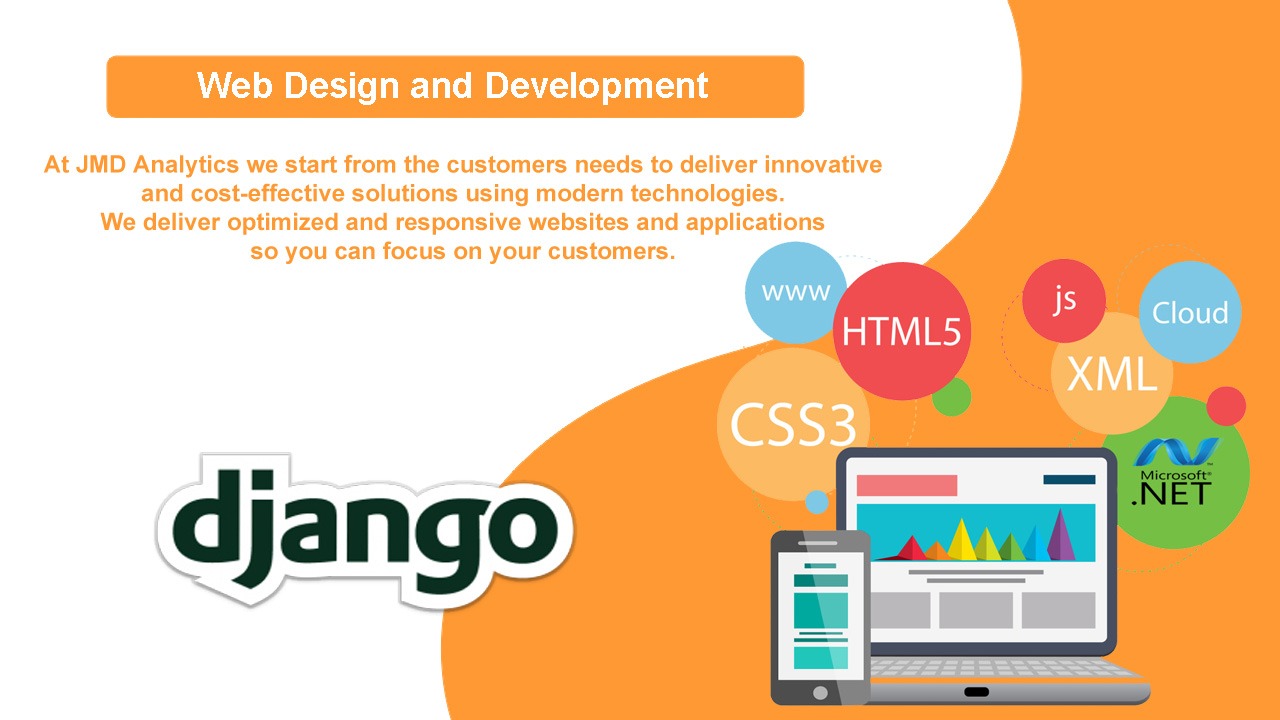 Web Design and Development
At JMD Analytics we start from the customers needs to deliver innovative
and cost-effective solutions using modern technologies.
We deliver optimized and responsive websites and applications
so you can focus on your customers.
www
HTML5
js
Cloud
XML
CSS3
Microsoft®
.NET
django